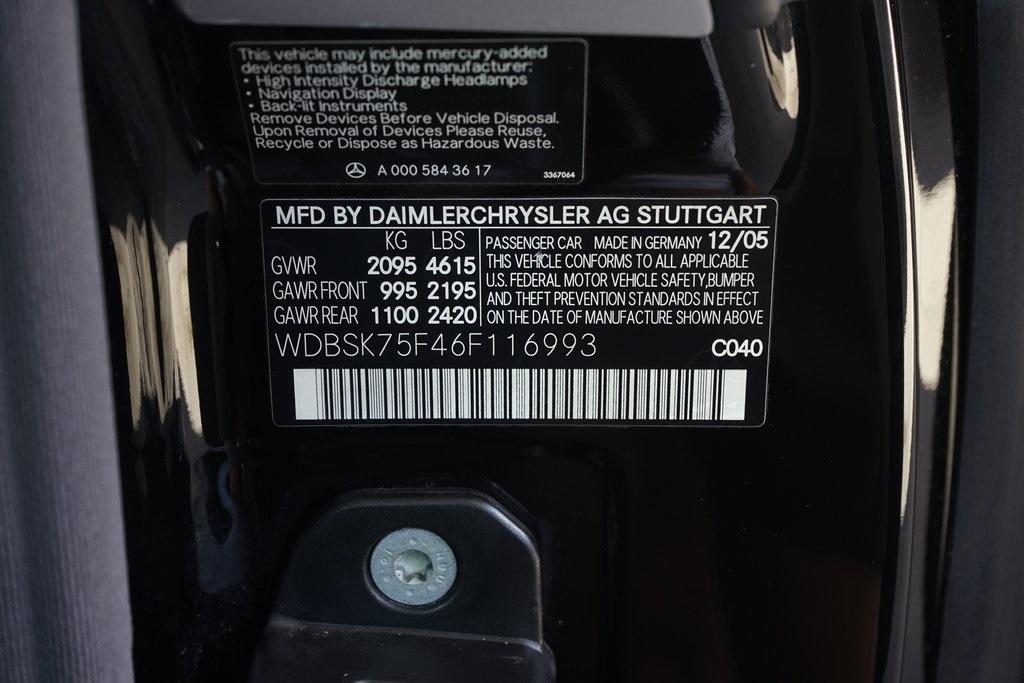 This vehicle may include mercury-added
devices installed by the manufacturer:
• High Intensity Discharge Headlamps
• Navigation Display
• Back-lit Instruments
Remove Devices Before Vehicle Disposal.
Upon Removal of Devices Please Reuse,
Recycle or Dispose as Hazardous Waste.
A 000 584 36 17 3367064
MFD BY DAIMLERCHRYSLER AG STUTTGART
KG LBS
GVWR 2095 4615
GAWR FRONT 995 2195
GAWR REAR 1100 2420
PASSENGER CAR MADE IN GERMANY 12/05
THIS VEHICLE CONFORMS TO ALL APPLICABLE
U.S. FEDERAL MOTOR VEHICLE SAFETY,BUMPER
AND THEFT PREVENTION STANDARDS IN EFFECT
ON THE DATE OF MANUFACTURE SHOWN ABOVE
WDBSK75F46F116993 C040